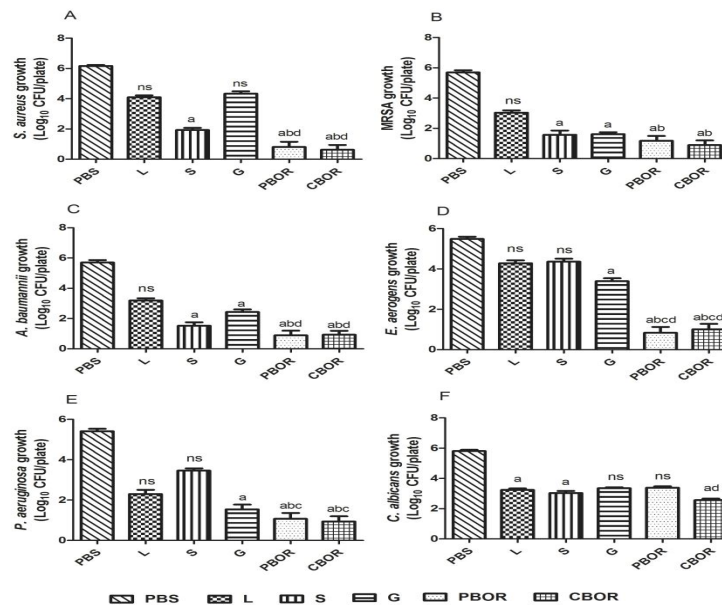 A
S. aureus growth
(Log10 CFU/plate)
8
6
4
2
0
ns
a
ns
abd
abd
PBS
L
S
G
PBOR
CBOR
B
MRSA growth
(Log10 CFU/plate)
8
6
4
2
0
ns
a
a
ab
ab
PBS
L
S
G
PBOR
CBOR
C
A. baumannii growth
(Log10 CFU/plate)
8
6
4
2
0
ns
a
a
abd
abd
PBS
L
S
G
PBOR
CBOR
D
E. aerogens growth
(Log10 CFU/plate)
6
4
2
0
ns
ns
a
abcd
abcd
PBS
L
S
G
PBOR
CBOR
E
P. aeruginosa growth
(Log10 CFU/plate)
6
4
2
0
ns
ns
a
abc
abc
PBS
L
S
G
PBOR
CBOR
F
C. albicans growth
(Log10 CFU/plate)
8
6
4
2
0
a
a
ns
ns
ad
PBS
L
S
G
PBOR
CBOR
PBS L S G PBOR CBOR